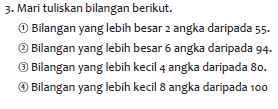 3. Mari tuliskan bilangan berikut.
① Bilangan yang lebih besar 2 angka daripada 55.
② Bilangan yang lebih besar 6 angka daripada 94.
③ Bilangan yang lebih kecil 4 angka daripada 80.
④ Bilangan yang lebih kecil 8 angka daripada 100